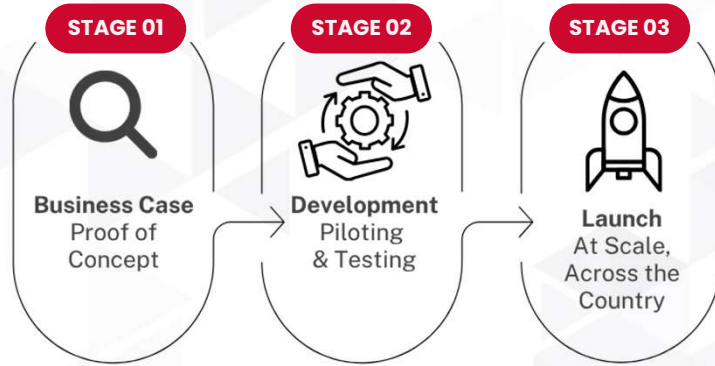 STAGE 01
Business Case
Proof of
Concept
STAGE 02
Development
Piloting
& Testing
STAGE 03
Launch
At Scale,
Across the
Country